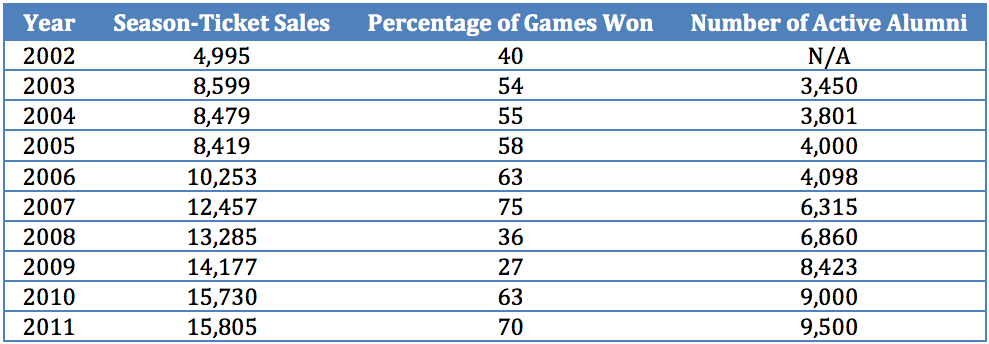 Year Season-Ticket Sales Percentage of Games Won Number of Active Alumni
2002 4,995 40 N/A
2003 8,599 54 3,450
2004 8,479 55 3,801
2005 8,419 58 4,000
2006 10,253 63 4,098
2007 12,457 75 6,315
2008 13,285 36 6,860
2009 14,177 27 8,423
2010 15,730 63 9,000
2011 15,805 70 9,500